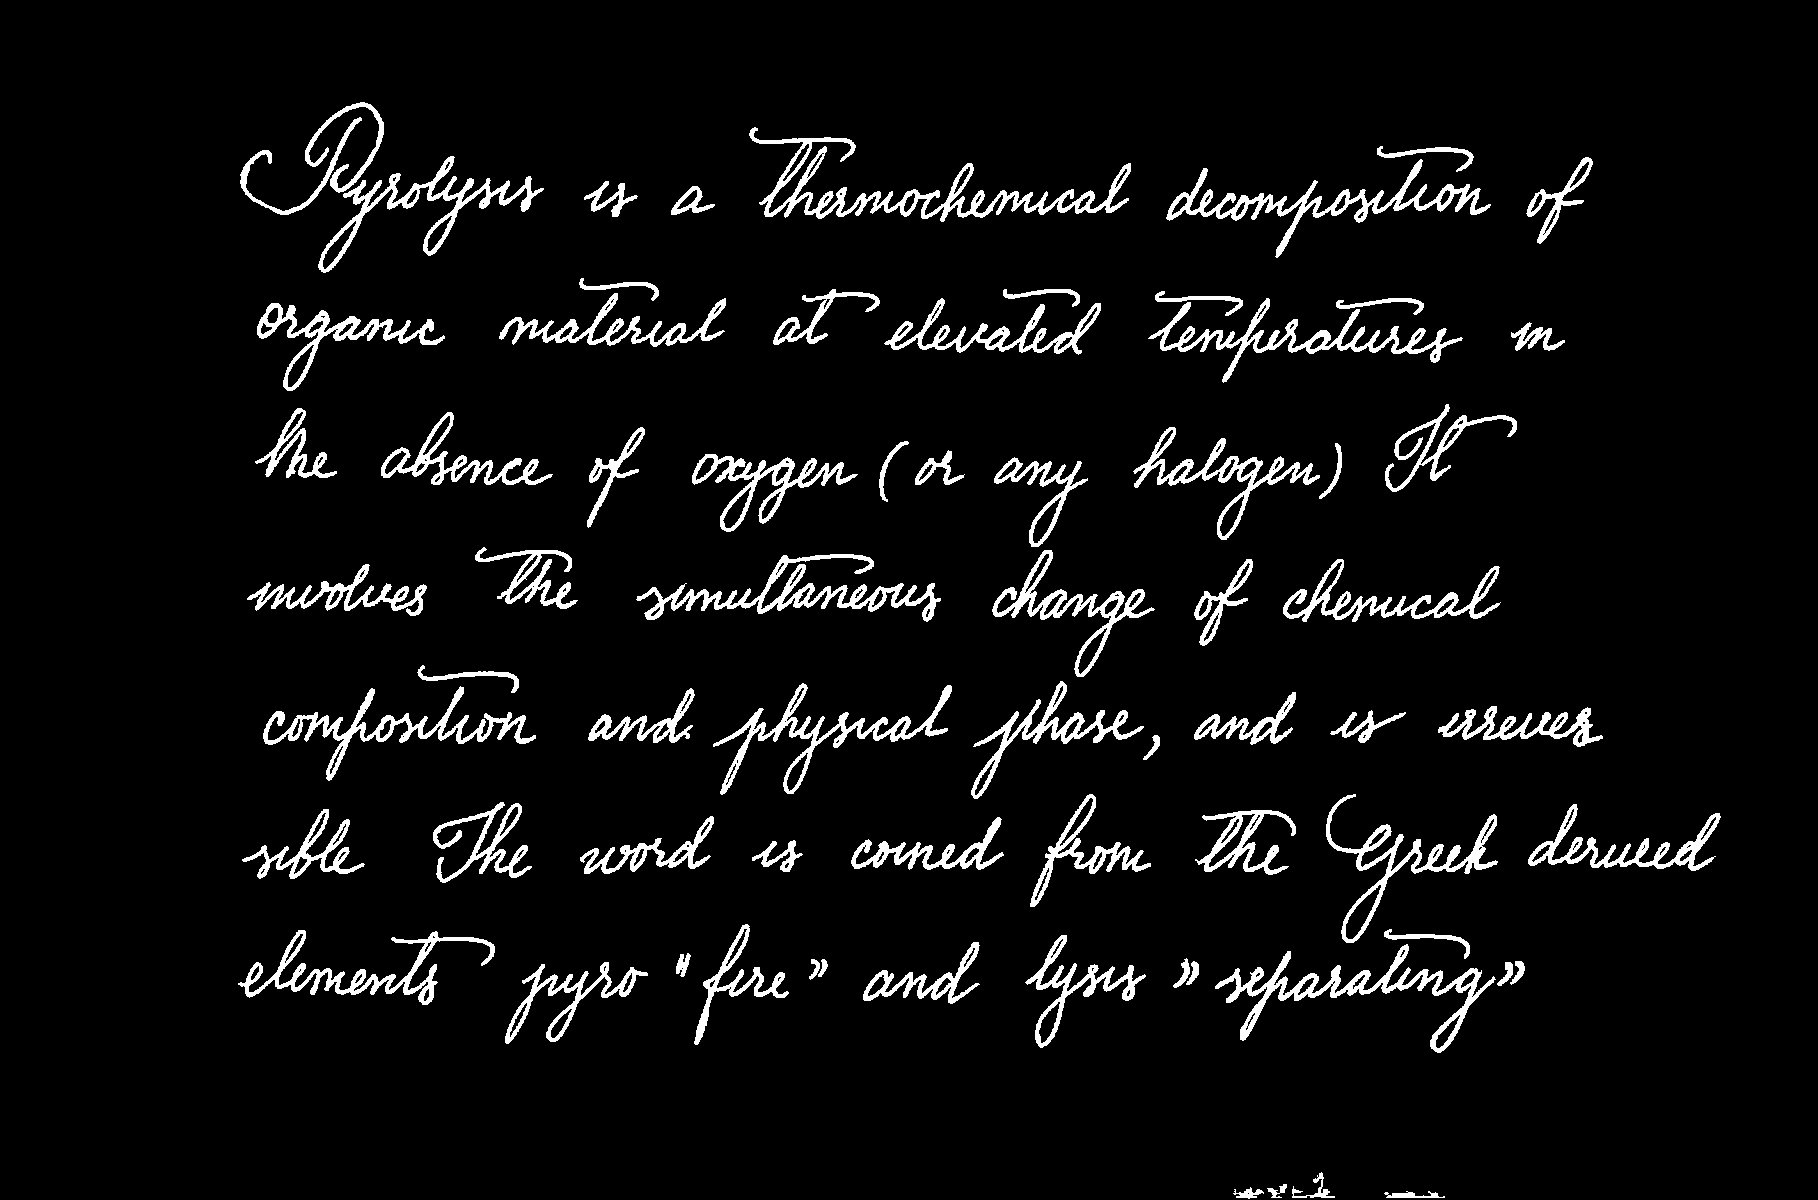 Pyrolysis is a thermochemical decomposition of
organic material at elevated temperatures in
the absence of oxygen (or any halogen) It
involves the simultaneous change of chemical
composition and physical phase, and is irrever
sible The word is coined from the Greek derived
elements pyro "fire" and lysis "separating"